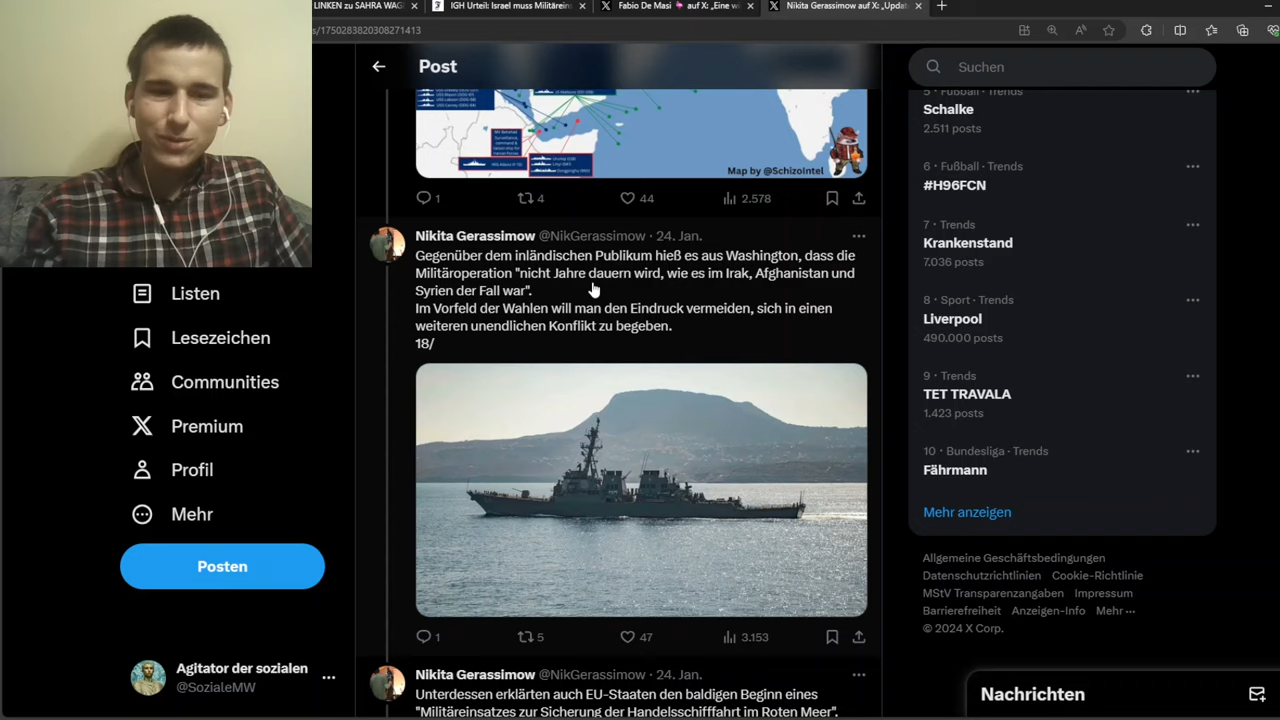 LINKEN zu SAHRA WAG
IGH Urteil: Israel muss Militärein
Fabio De Masi 🦩 auf X: „Eine w
Nikita Gerassimow auf X: „Updat
s/1750283820308271413
Post
Map by @SchizoIntel
1 4 44 2.578
Nikita Gerassimow @NikGerassimow · 24. Jan.
Gegenüber dem inländischen Publikum hieß es aus Washington, dass die
Militäroperation "nicht Jahre dauern wird, wie es im Irak, Afghanistan und
Syrien der Fall war".
Im Vorfeld der Wahlen will man den Eindruck vermeiden, sich in einen
weiteren unendlichen Konflikt zu begeben.
18/
1 5 47 3.153
Nikita Gerassimow @NikGerassimow · 24. Jan.
Unterdessen erklärten auch EU-Staaten den baldigen Beginn eines
"Militäreinsatzes zur Sicherung der Handelsschifffahrt im Roten Meer".
Listen
Lesezeichen
Communities
Premium
Profil
Mehr
Posten
Agitator der sozialen
@SozialeMW
Suchen
5 · Fußball · Trends
Schalke
2.511 posts
6 · Fußball · Trends
#H96FCN
7 · Trends
Krankenstand
7.036 posts
8 · Sport · Trends
Liverpool
490.000 posts
9 · Trends
TET TRAVALA
1.423 posts
10 · Bundesliga · Trends
Fährmann
Mehr anzeigen
Allgemeine Geschäftsbedingungen
Datenschutzrichtlinien Cookie-Richtlinie
MStV Transparenzangaben Impressum
Barrierefreiheit Anzeigen-Info Mehr ···
© 2024 X Corp.
Nachrichten